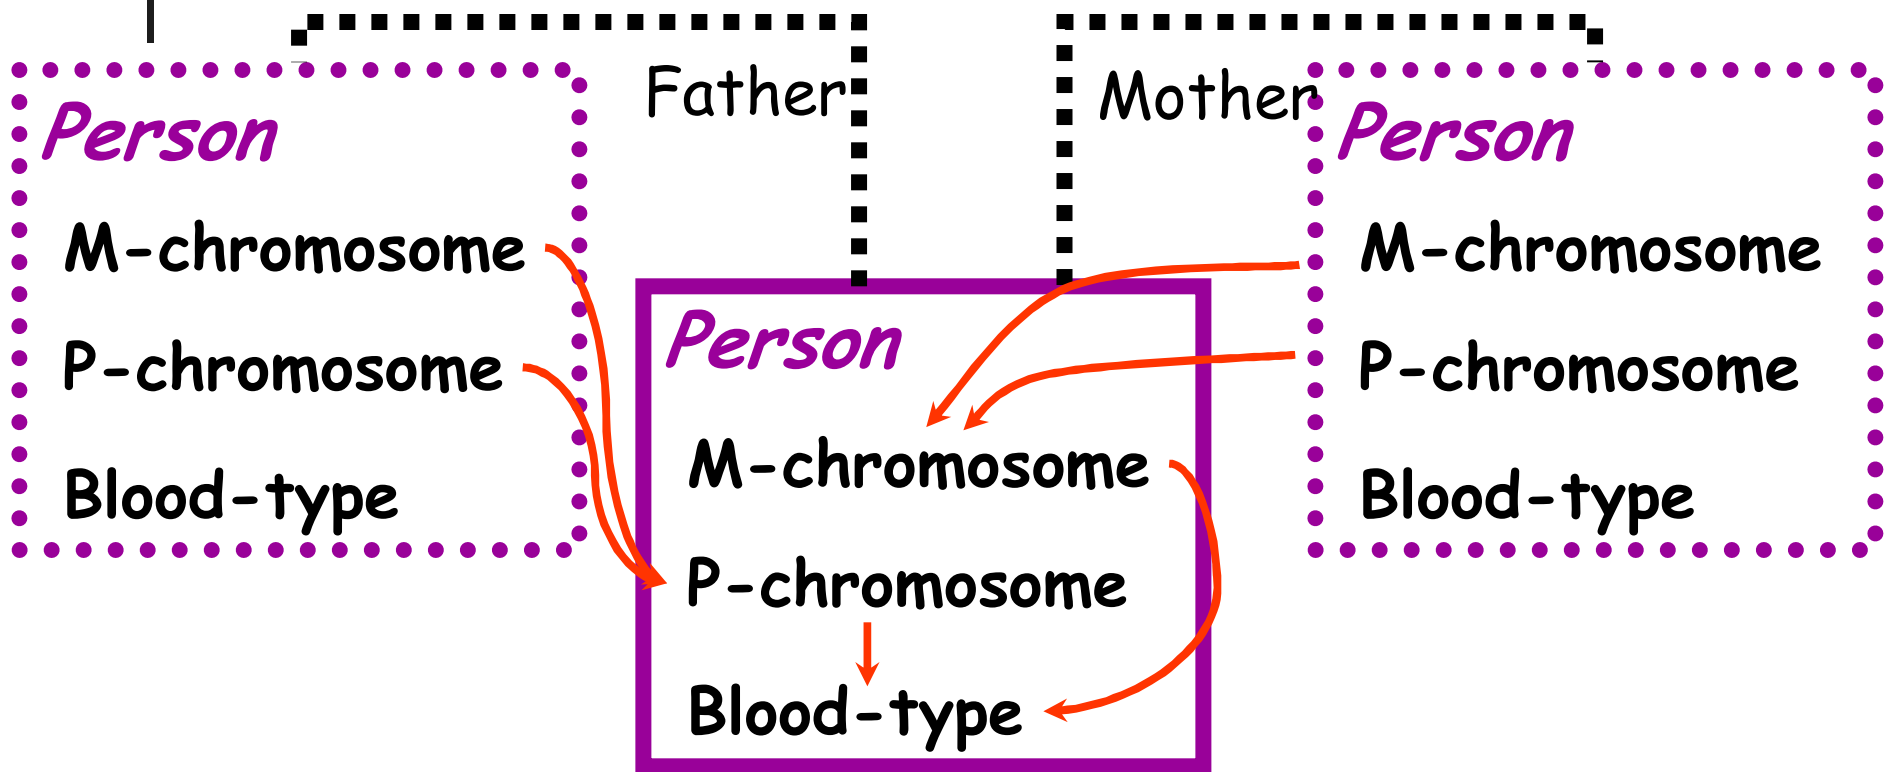 Father
Mother
Person
M-chromosome
P-chromosome
Blood-type
Person
M-chromosome
P-chromosome
Blood-type
Person
M-chromosome
P-chromosome
Blood-type